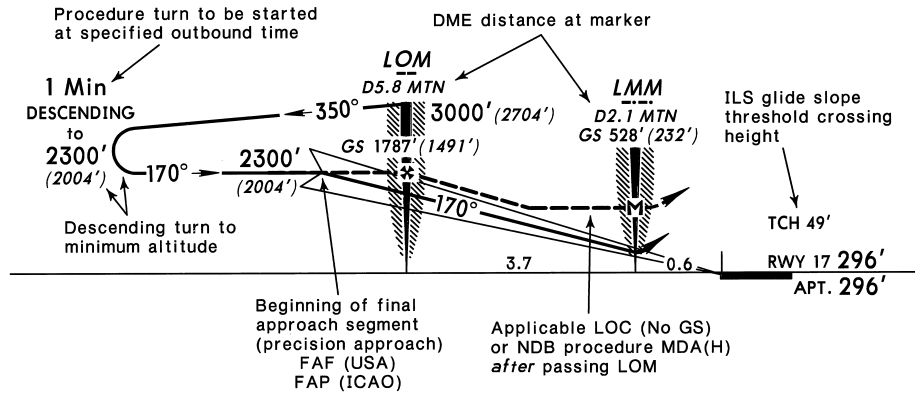 Procedure turn to be started
at specified outbound time
DME distance at marker
1 Min
DESCENDING
to
2300'
(2004')
LOM
D5.8 MTN
350°
3000' (2704')
GS 1787' (1491')
LMM
D2.1 MTN
GS 528' (232')
ILS glide slope
threshold crossing
height
170°
2300'
(2004')
170°
M
TCH 49'
Descending turn to
minimum altitude
3.7
0.6
RWY 17 296'
APT. 296'
Beginning of final
approach segment
(precision approach)
FAF (USA)
FAP (ICAO)
Applicable LOC (No GS)
or NDB procedure MDA(H)
after passing LOM